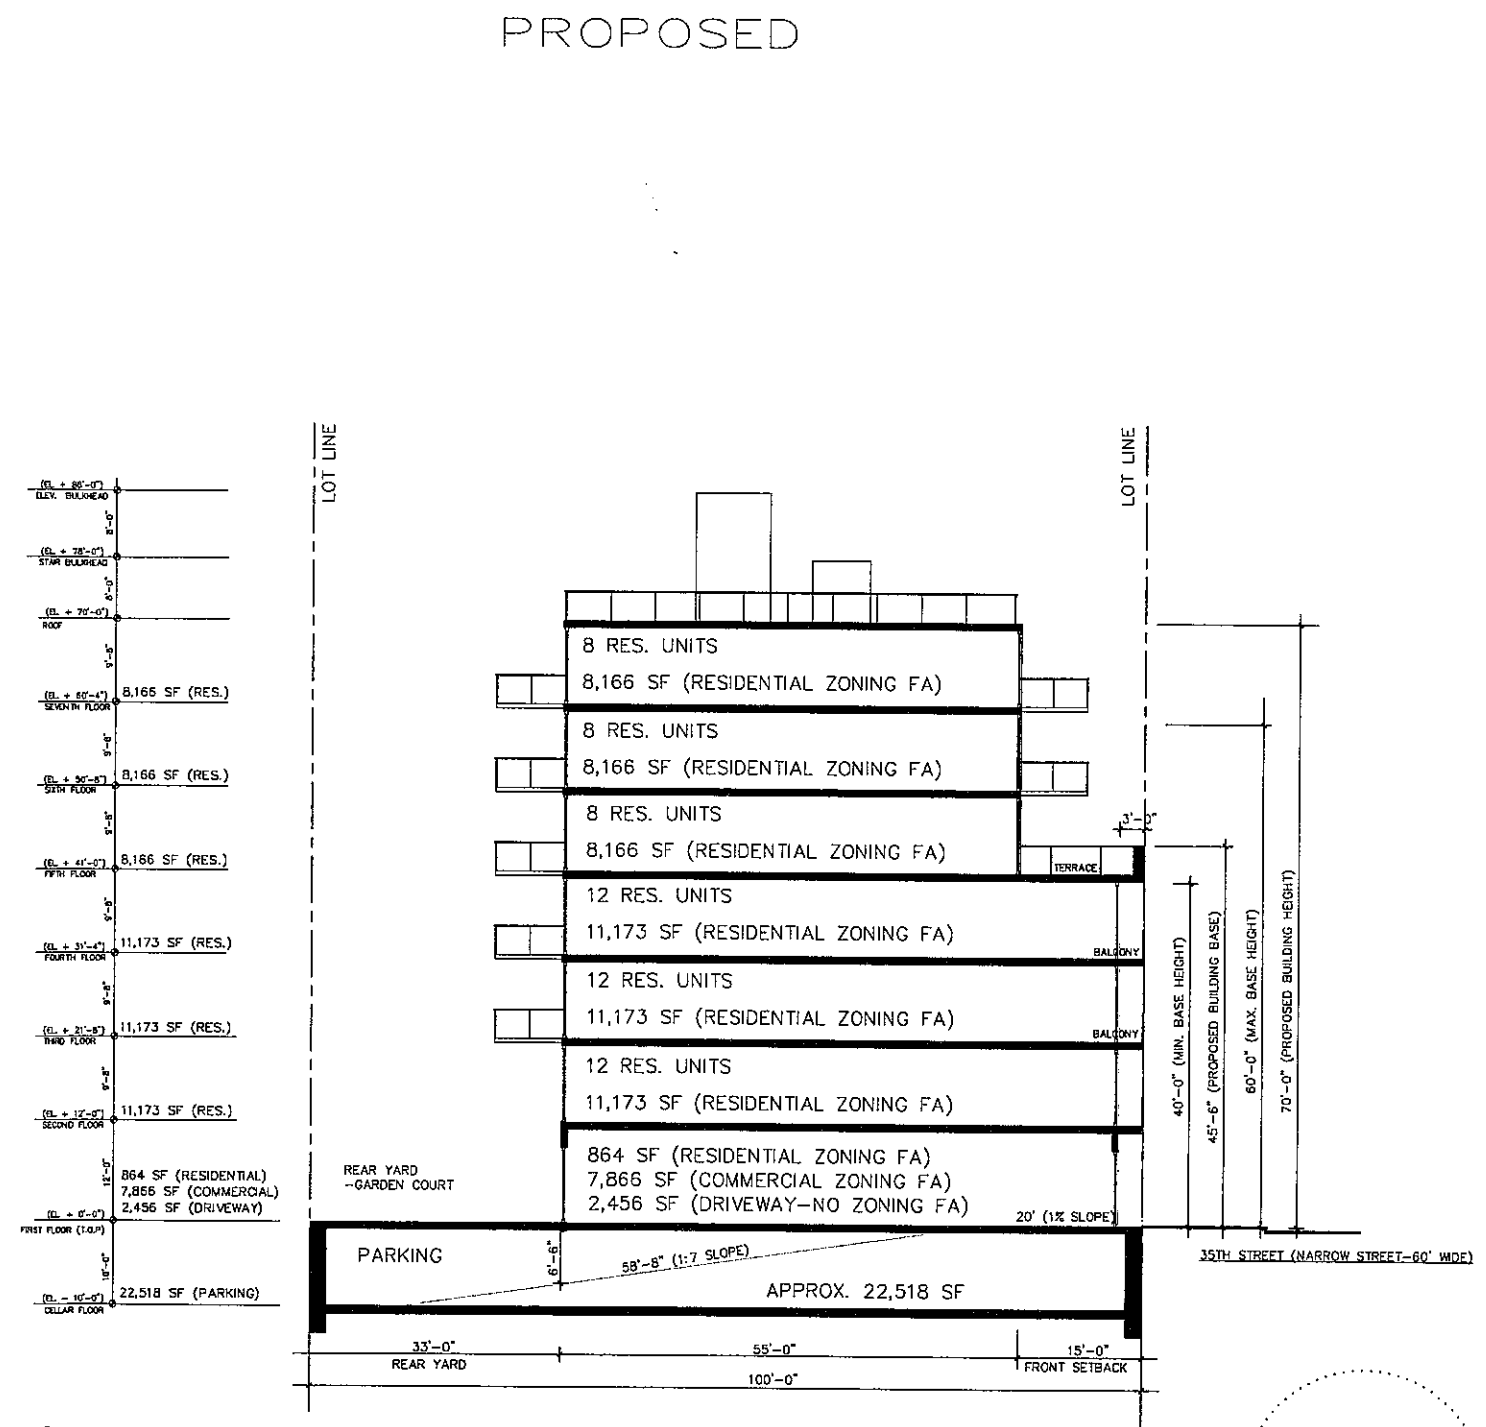 PROPOSED
LOT LINE
LOT LINE
(EL. + 86'-0")
ELEV. BULKHEAD
8'-0"
(EL + 78'-0")
STAIR BULKHEAD
8'-0"
(EL. + 70'-0")
ROOF
9'-8"
(EL + 60'-4")
SEVENTH FLOOR
8,166 SF (RES.)
9'-8"
(EL + 50'-8")
SIXTH FLOOR
8,166 SF (RES.)
9'-8"
(EL + 41'-0")
FIFTH FLOOR
8,166 SF (RES.)
9'-8"
(EL + 31'-4")
FOURTH FLOOR
11,173 SF (RES.)
9'-8"
(EL + 21'-8")
THIRD FLOOR
11,173 SF (RES.)
9'-8"
(EL + 12'-0")
SECOND FLOOR
11,173 SF (RES.)
12'-0"
864 SF (RESIDENTIAL)
7,866 SF (COMMERCIAL)
2,456 SF (DRIVEWAY)
(EL + 0'-0")
FIRST FLOOR (T.O.P)
10'-0"
(EL - 10'-0")
CELLAR FLOOR
22,518 SF (PARKING)
8 RES. UNITS
8,166 SF (RESIDENTIAL ZONING FA)
8 RES. UNITS
8,166 SF (RESIDENTIAL ZONING FA)
8 RES. UNITS
8,166 SF (RESIDENTIAL ZONING FA)
3'-0"
TERRACE
12 RES. UNITS
11,173 SF (RESIDENTIAL ZONING FA)
BALCONY
12 RES. UNITS
11,173 SF (RESIDENTIAL ZONING FA)
BALCONY
12 RES. UNITS
11,173 SF (RESIDENTIAL ZONING FA)
864 SF (RESIDENTIAL ZONING FA)
7,866 SF (COMMERCIAL ZONING FA)
2,456 SF (DRIVEWAY-NO ZONING FA)
20' (1% SLOPE)
REAR YARD
-GARDEN COURT
40'-0" (MIN. BASE HEIGHT)
45'-6" (PROPOSED BUILDING BASE)
60'-0" (MAX. BASE HEIGHT)
70'-0" (PROPOSED BUILDING HEIGHT)
PARKING
6'-6"
58'-8" (1:7 SLOPE)
APPROX. 22,518 SF
35TH STREET (NARROW STREET-60' WIDE)
33'-0"
REAR YARD
55'-0"
15'-0"
FRONT SETBACK
100'-0"